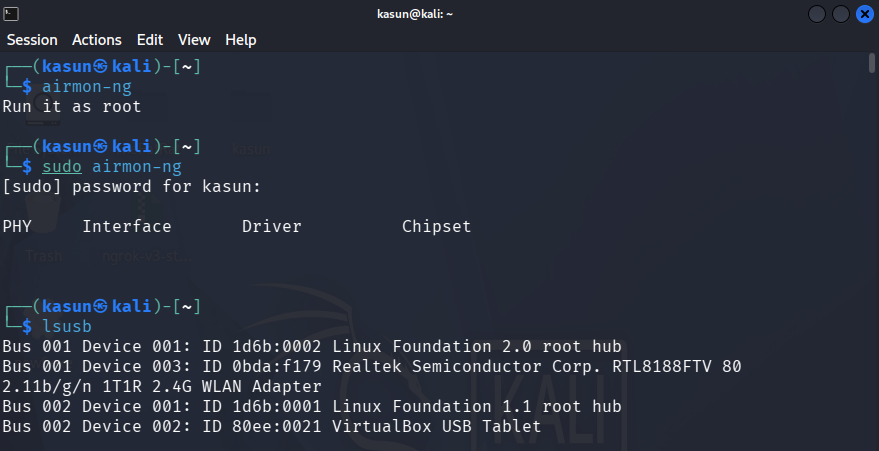 kasun@kali: ~
Session Actions Edit View Help
┌──(kasun㉿kali)-[~]
└─$ airmon-ng
Run it as root
┌──(kasun㉿kali)-[~]
└─$ sudo airmon-ng
[sudo] password for kasun:
PHY Interface Driver Chipset
┌──(kasun㉿kali)-[~]
└─$ lsusb
Bus 001 Device 001: ID 1d6b:0002 Linux Foundation 2.0 root hub
Bus 001 Device 003: ID 0bda:f179 Realtek Semiconductor Corp. RTL8188FTV 80
2.11b/g/n 1T1R 2.4G WLAN Adapter
Bus 002 Device 001: ID 1d6b:0001 Linux Foundation 1.1 root hub
Bus 002 Device 002: ID 80ee:0021 VirtualBox USB Tablet
kasun
Trash
KALI